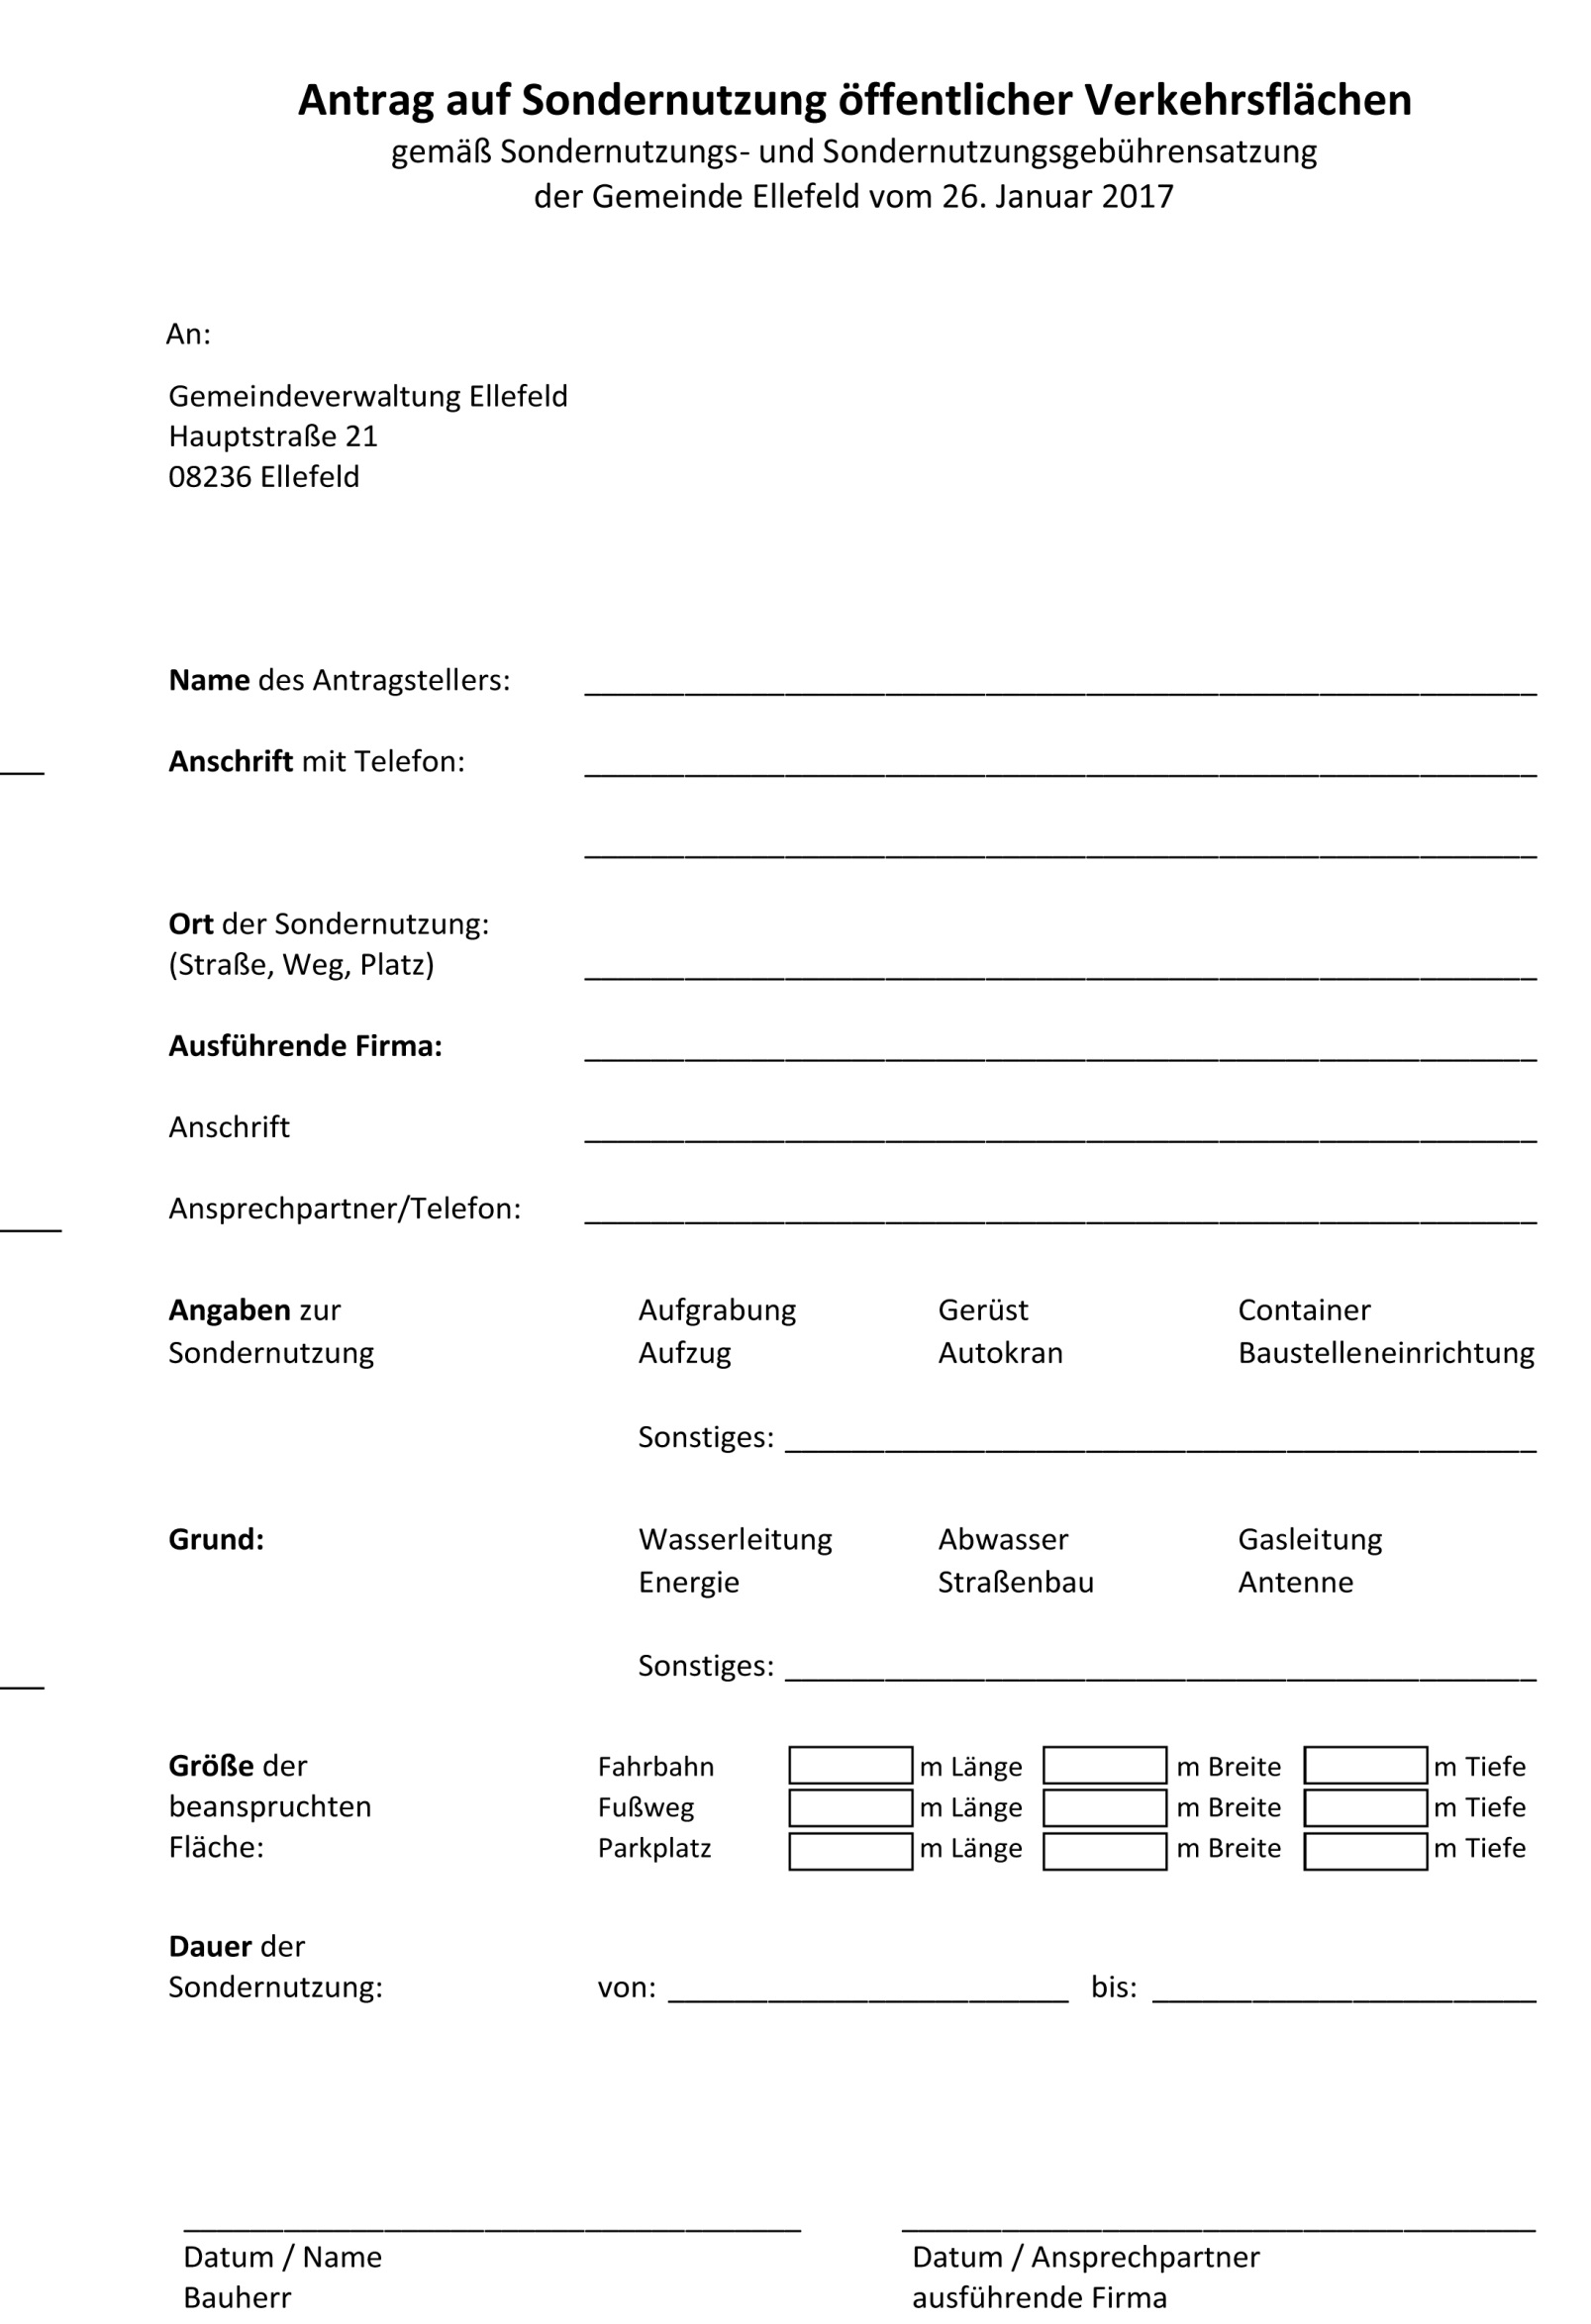 Antrag auf Sondernutzung öffentlicher Verkehrsflächen
gemäß Sondernutzungs- und Sondernutzungsgebührensatzung
der Gemeinde Ellefeld vom 26. Januar 2017
An:
Gemeindeverwaltung Ellefeld
Hauptstraße 21
08236 Ellefeld
Name des Antragstellers:
Anschrift mit Telefon:
Ort der Sondernutzung:
(Straße, Weg, Platz)
Ausführende Firma:
Anschrift
Ansprechpartner/Telefon:
Angaben zur Aufgrabung Gerüst Container
Sondernutzung Aufzug Autokran Baustelleneinrichtung
Sonstiges:
Grund: Wasserleitung Abwasser Gasleitung
Energie Straßenbau Antenne
Sonstiges:
Größe der Fahrbahn m Länge m Breite m Tiefe
beanspruchten Fußweg m Länge m Breite m Tiefe
Fläche: Parkplatz m Länge m Breite m Tiefe
Dauer der
Sondernutzung: von: bis:
Datum / Name Datum / Ansprechpartner
Bauherr ausführende Firma